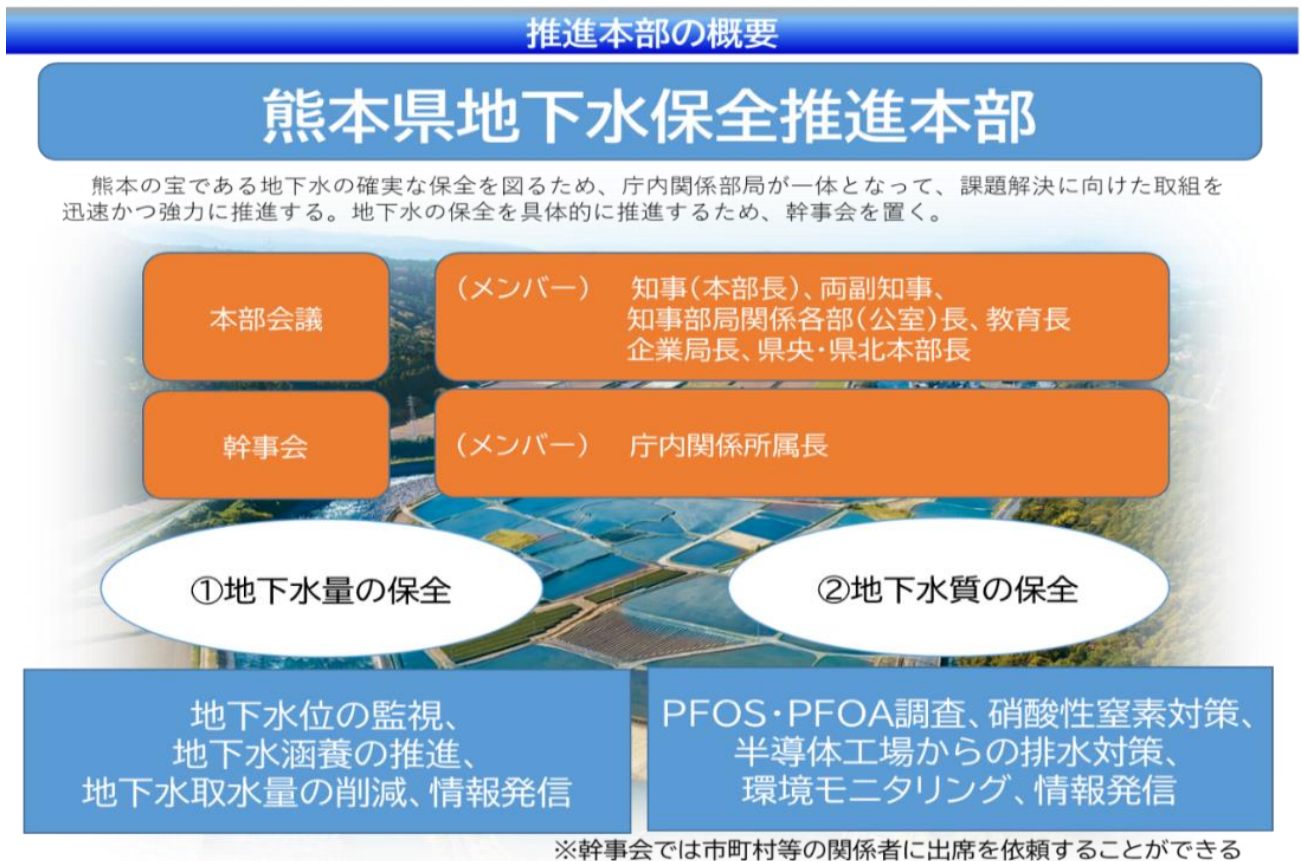 推進本部の概要
熊本県地下水保全推進本部
熊本の宝である地下水の確実な保全を図るため、庁内関係部局が一体となって、課題解決に向けた取組を
迅速かつ強力に推進する。地下水の保全を具体的に推進するため、幹事会を置く。
本部会議
（メンバー）　知事（本部長）、両副知事、
知事部局関係各部（公室）長、教育長
企業局長、県央・県北本部長
幹事会
（メンバー）　庁内関係所属長
①地下水量の保全
②地下水質の保全
地下水位の監視、
地下水涵養の推進、
地下水取水量の削減、情報発信
PFOS・PFOA調査、硝酸性窒素対策、
半導体工場からの排水対策、
環境モニタリング、情報発信
※幹事会では市町村等の関係者に出席を依頼することができる